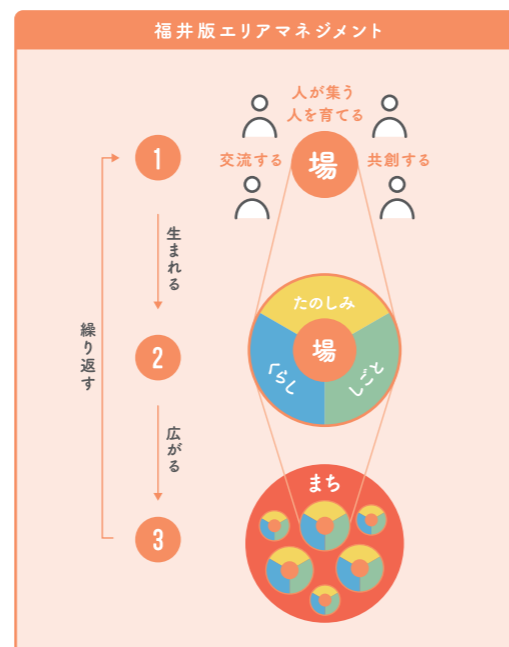 福井版エリアマネジメント
人が集う
人を育てる
交流する
場
共創する
1
生まれる
繰り返す
2
たのしみ
場
くらし
しごと
広がる
3
まち